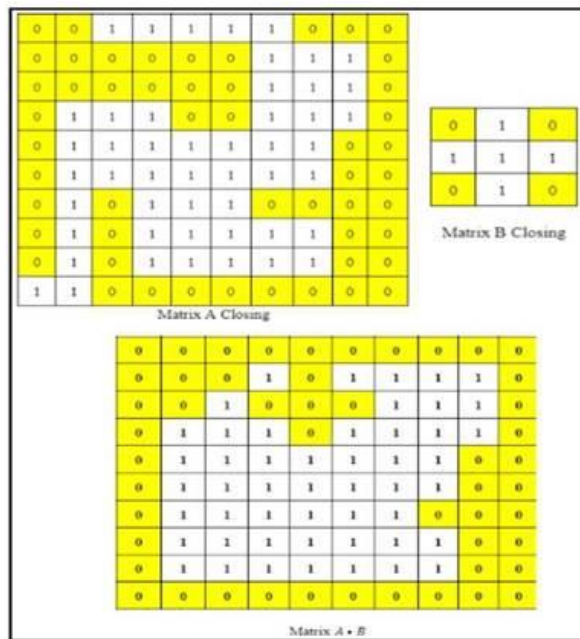 0 0 1 1 1 1 1 0 0 0
0 0 0 0 0 0 1 1 1 0
0 0 0 0 0 0 1 1 1 0
0 1 1 1 0 0 1 1 1 0
0 1 1 1 1 1 1 1 0 0
0 1 1 1 1 1 1 1 0 0
0 1 0 1 1 1 0 0 0 0
0 1 0 1 1 1 1 1 0 0
0 1 0 1 1 1 1 1 0 0
1 1 0 0 0 0 0 0 0 0
Matrix A Closing
0 1 0
1 1 1
0 1 0
Matrix B Closing
0 0 0 0 0 0 0 0 0 0
0 0 0 1 0 1 1 1 1 0
0 0 1 0 0 0 1 1 1 0
0 1 1 1 0 1 1 1 1 0
0 1 1 1 1 1 1 1 0 0
0 1 1 1 1 1 1 1 0 0
0 1 1 1 1 1 1 0 0 0
0 1 1 1 1 1 1 1 0 0
0 1 1 1 1 1 1 1 0 0
0 0 0 0 0 0 0 0 0 0
Matrix A • B